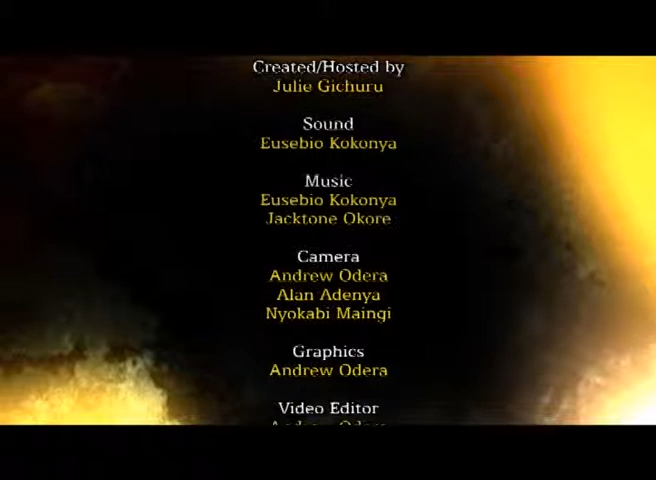 Created/Hosted by
Julie Gichuru
Sound
Eusebio Kokonya
Music
Eusebio Kokonya
Jacktone Okore
Camera
Andrew Odera
Alan Adenya
Nyokabi Maingi
Graphics
Andrew Odera
Video Editor